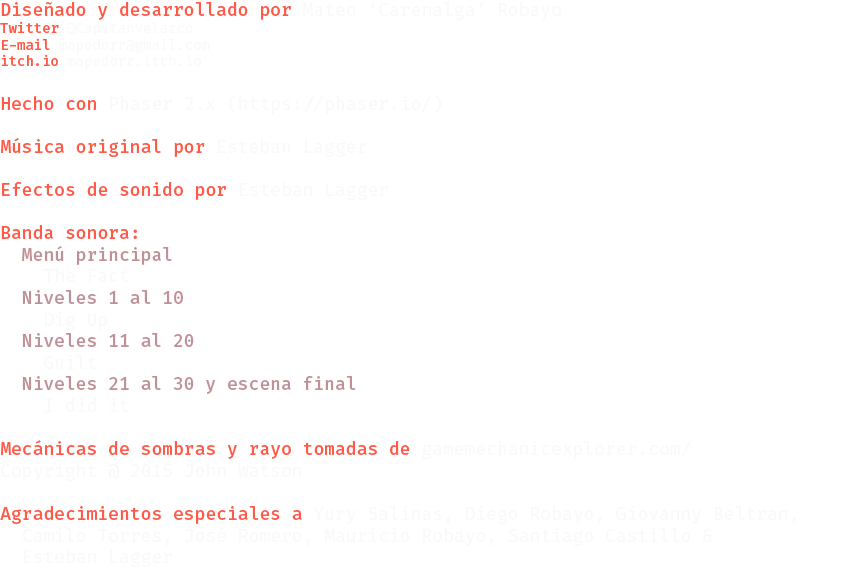 Diseñado y desarrollado por Mateo ‘Carenalga’ Robayo
Twitter @CapitanVelasco
E-mail mapedorr@gmail.com
itch.io mapedorr.itch.io
Hecho con Phaser 2.x (https://phaser.io/)
Música original por Esteban Lagger
Efectos de sonido por Esteban Lagger
Banda sonora:
Menú principal
The Fact
Niveles 1 al 10
Dig Up
Niveles 11 al 20
Guilt
Niveles 21 al 30 y escena final
I did it
Mecánicas de sombras y rayo tomadas de gamemechanicexplorer.com/
Copyright @ 2015 John Watson
Agradecimientos especiales a Yury Salinas, Diego Robayo, Giovanny Beltran,
Camilo Torres, José Romero, Mauricio Robayo, Santiago Castillo &
Esteban Lagger